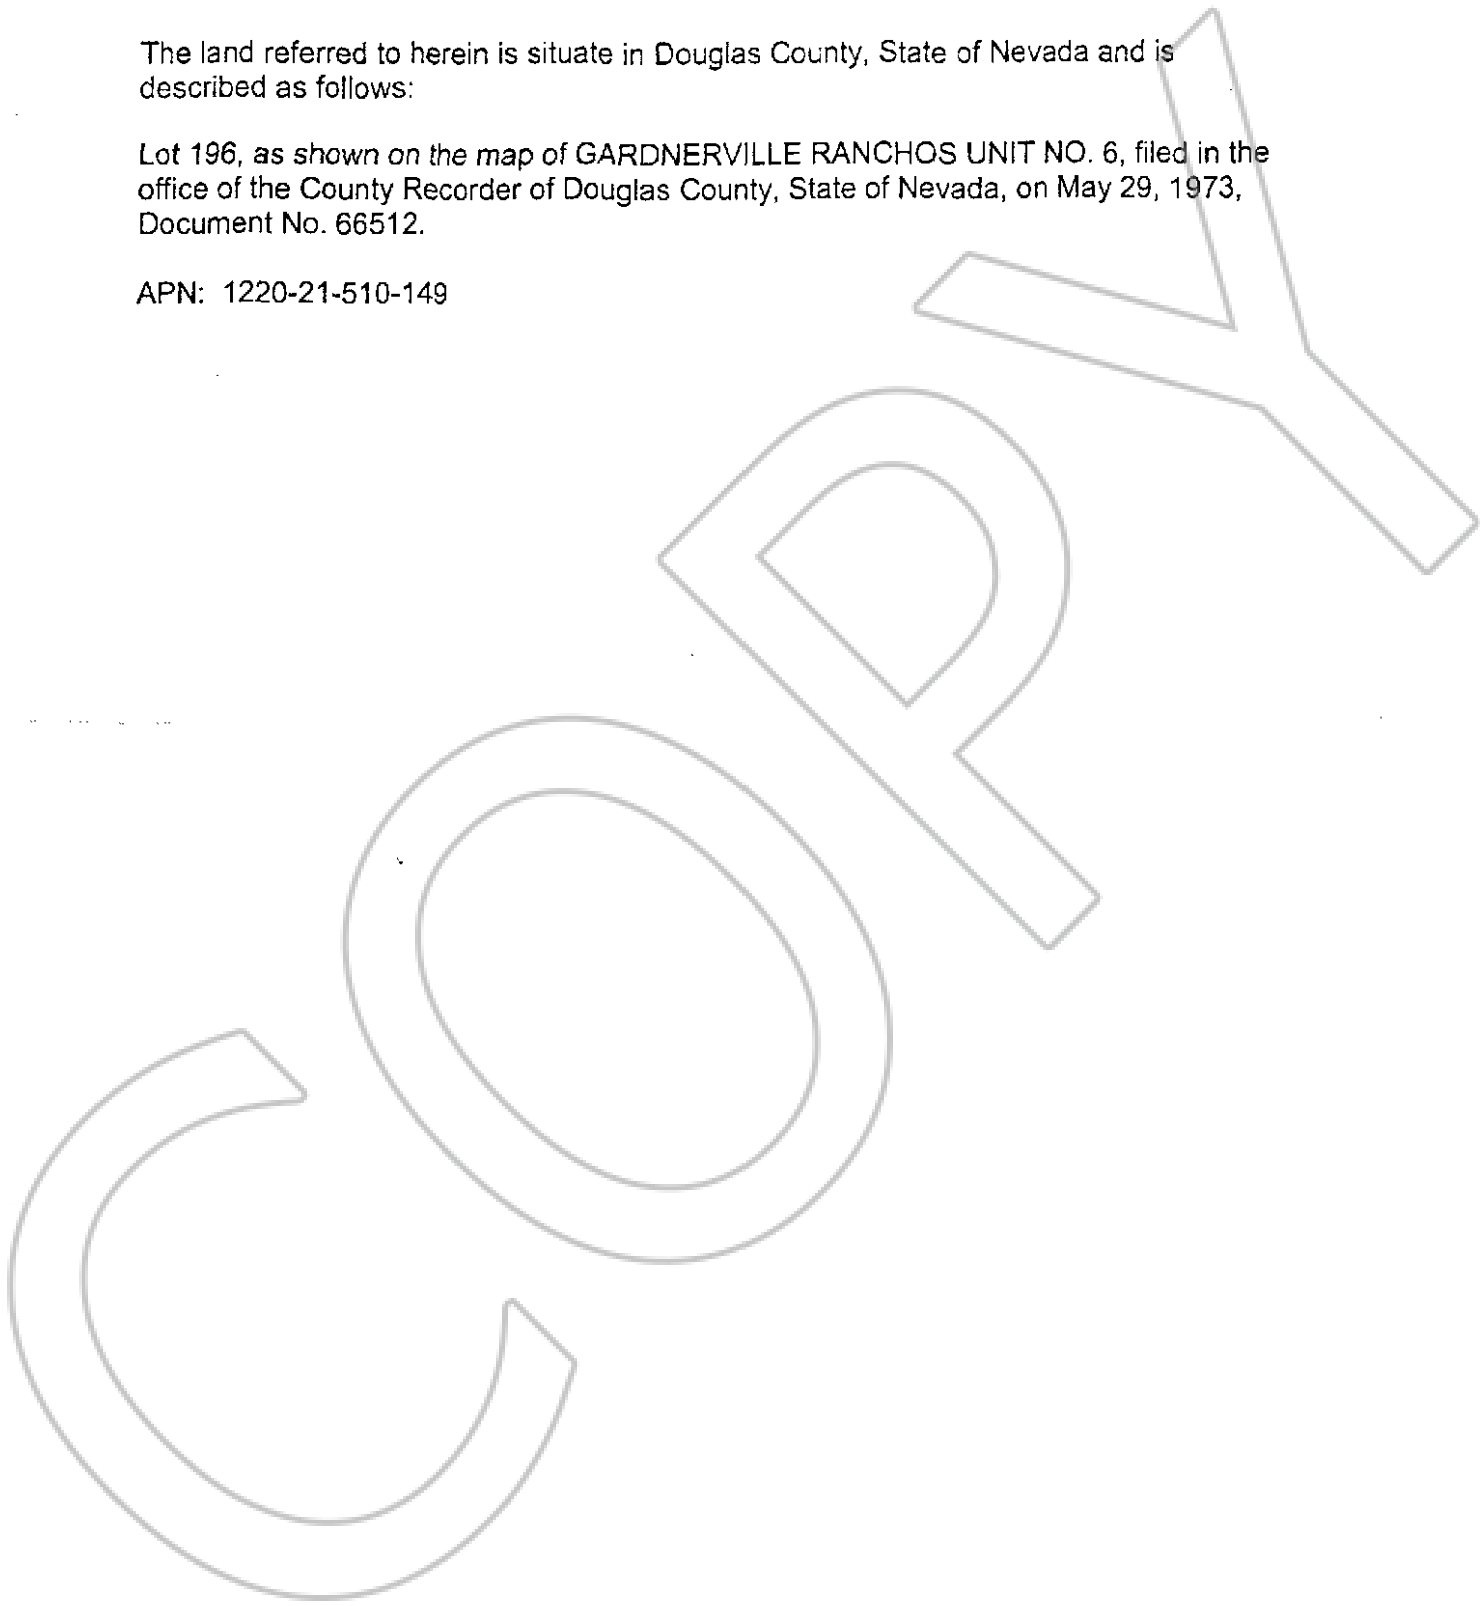 The land referred to herein is situate in Douglas County, State of Nevada and is
described as follows:
Lot 196, as shown on the map of GARDNERVILLE RANCHOS UNIT NO. 6, filed in the
office of the County Recorder of Douglas County, State of Nevada, on May 29, 1973,
Document No. 66512.
APN: 1220-21-510-149
COPY